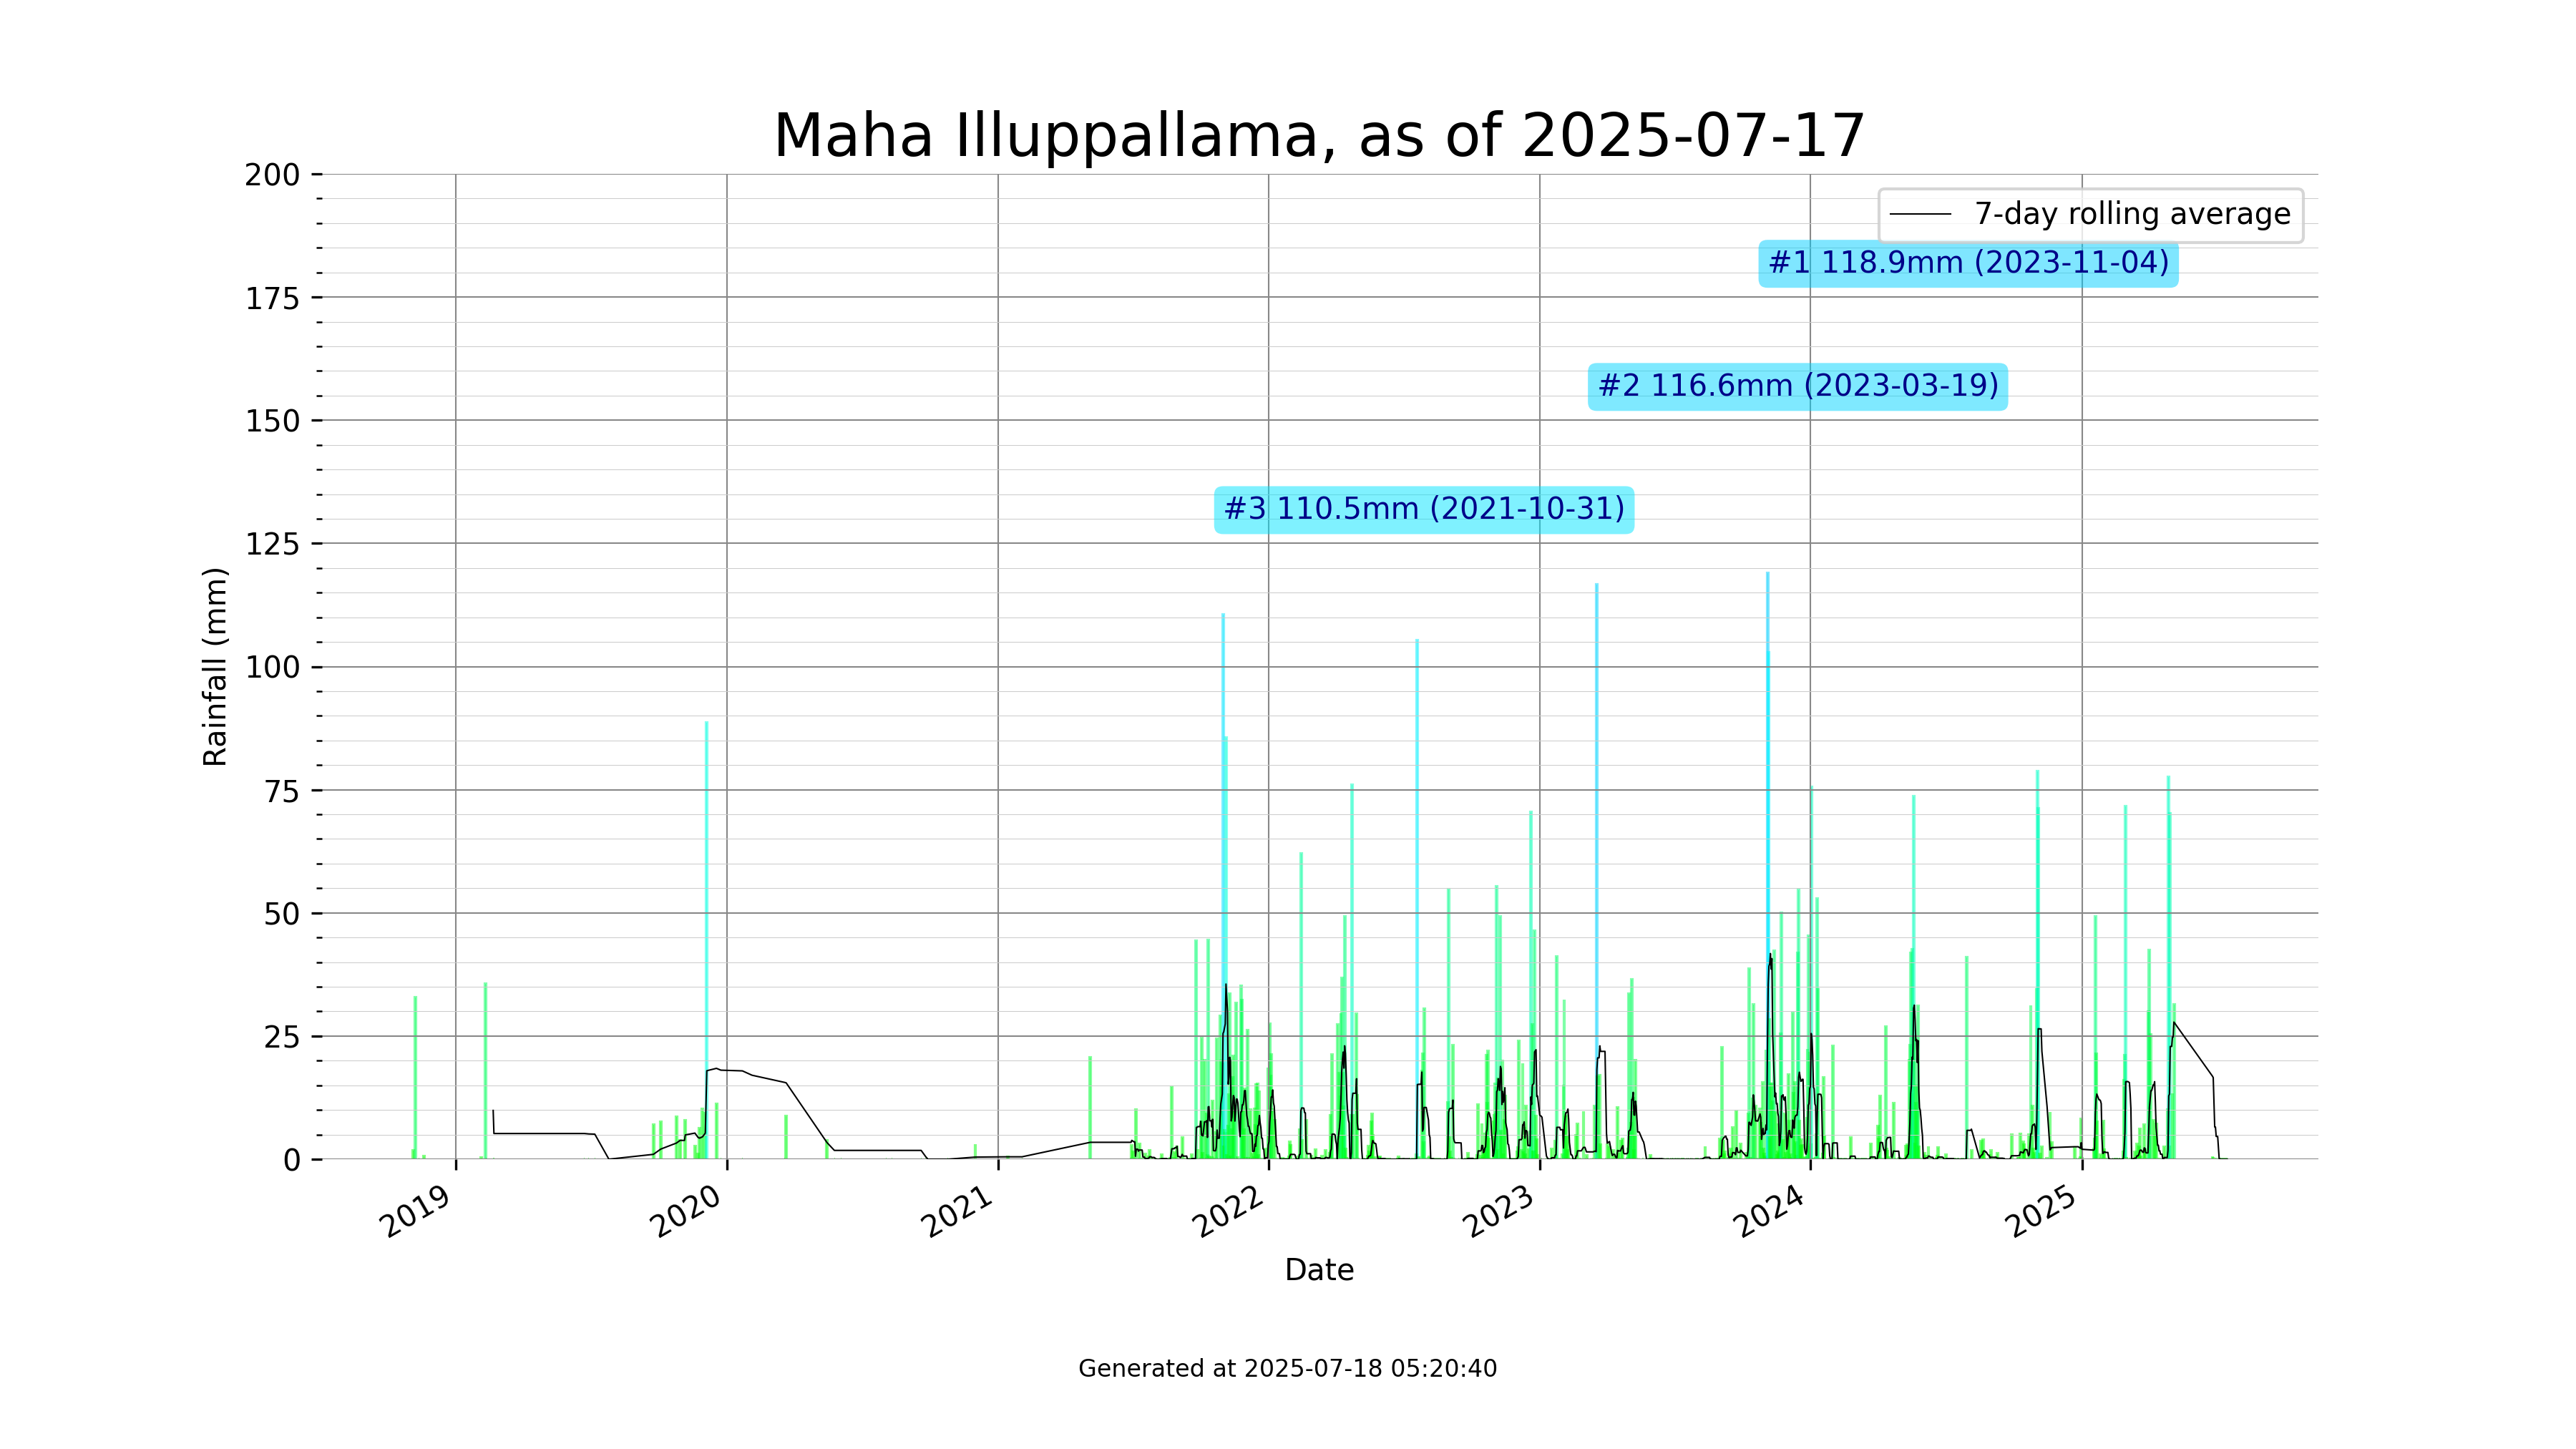 Maha Illuppallama, as of 2025-07-17
200
175
150
125
100
75
50
25
0
Rainfall (mm)
7-day rolling average
#1 118.9mm (2023-11-04)
#2 116.6mm (2023-03-19)
#3 110.5mm (2021-10-31)
2019
2020
2021
2022
2023
2024
2025
Date
Generated at 2025-07-18 05:20:40